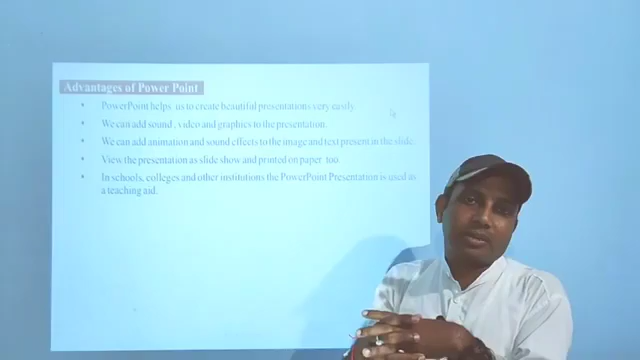 Advantages of Power Point
• PowerPoint helps us to create beautiful presentations very easily.
• We can add sound , video and graphics to the presentation.
• We can add animation and sound effects to the image and text present in the slide.
• View the presentation as slide show and printed on paper too.
• In schools, colleges and other institutions the PowerPoint Presentation is used as
a teaching aid.